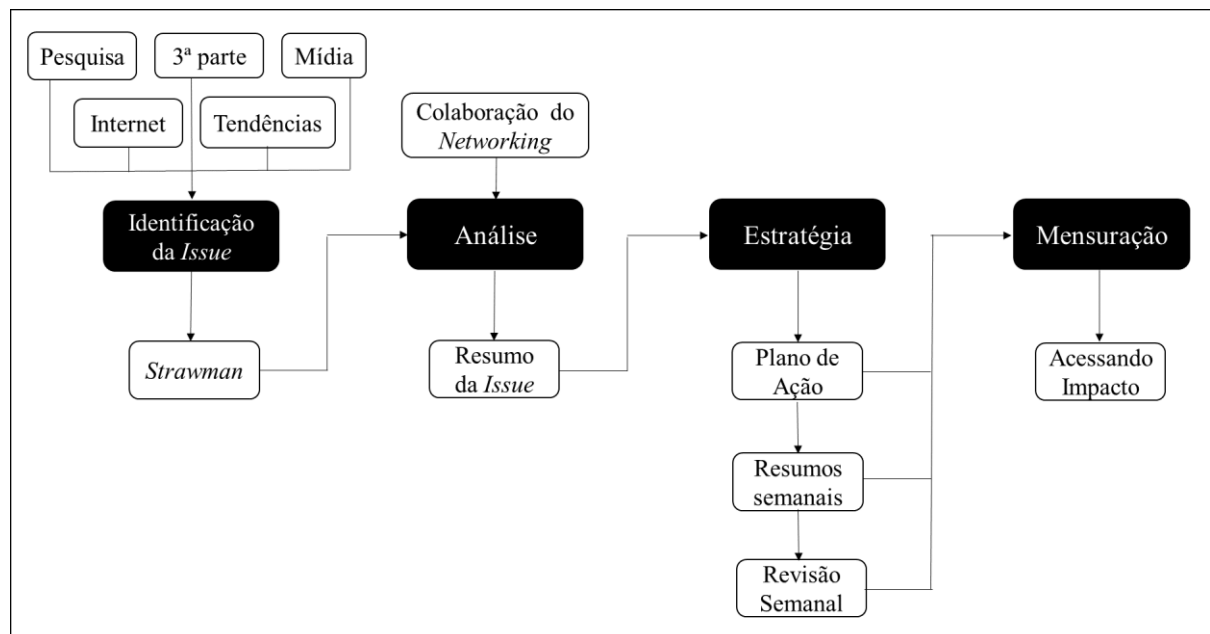 Pesquisa
3ª parte
Mídia
Internet
Tendências
Colaboração do
Networking
Identificação
da Issue
Análise
Estratégia
Mensuração
Strawman
Resumo
da Issue
Plano de
Ação
Acessando
Impacto
Resumos
semanais
Revisão
Semanal